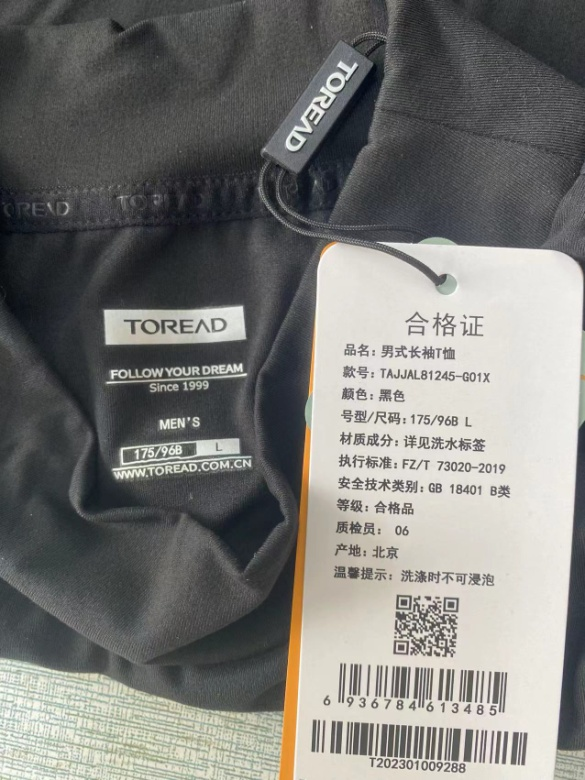 TOREAD
TOREAD
TOREAD
TOREAD
FOLLOW YOUR DREAM
Since 1999
MEN'S
175/96B L
WWW.TOREAD.COM.CN
合格证
品名: 男式长袖T恤
款号: TAJJAL81245-G01X
颜色: 黑色
号型/尺码: 175/96B L
材质成分: 详见洗水标签
执行标准: FZ/T 73020-2019
安全技术类别: GB 18401 B类
等级: 合格品
质检员: 06
产地: 北京
温馨提示: 洗涤时不可浸泡
6 936784 613485
T202301009288